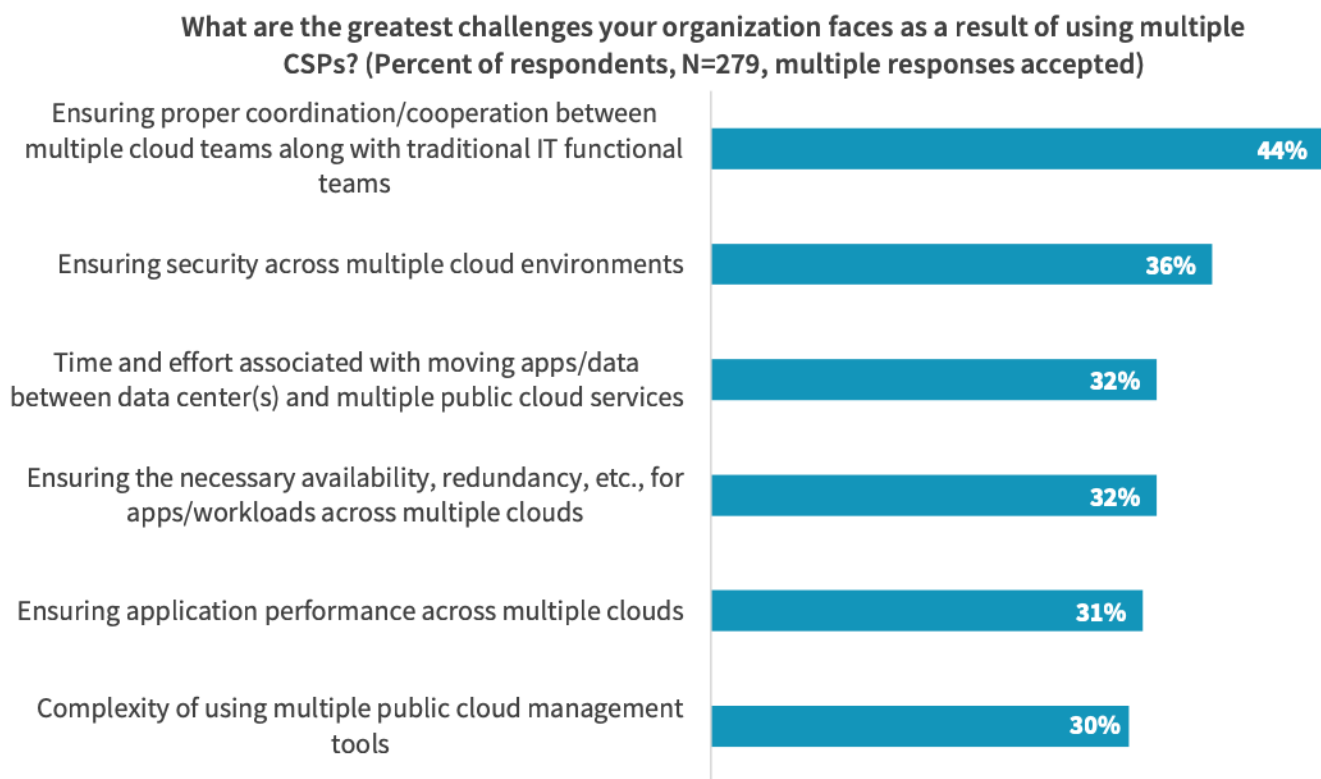 What are the greatest challenges your organization faces as a result of using multiple
CSPs? (Percent of respondents, N=279, multiple responses accepted)
Ensuring proper coordination/cooperation between
multiple cloud teams along with traditional IT functional
teams
44%
Ensuring security across multiple cloud environments
36%
Time and effort associated with moving apps/data
between data center(s) and multiple public cloud services
32%
Ensuring the necessary availability, redundancy, etc., for
apps/workloads across multiple clouds
32%
Ensuring application performance across multiple clouds
31%
Complexity of using multiple public cloud management
tools
30%